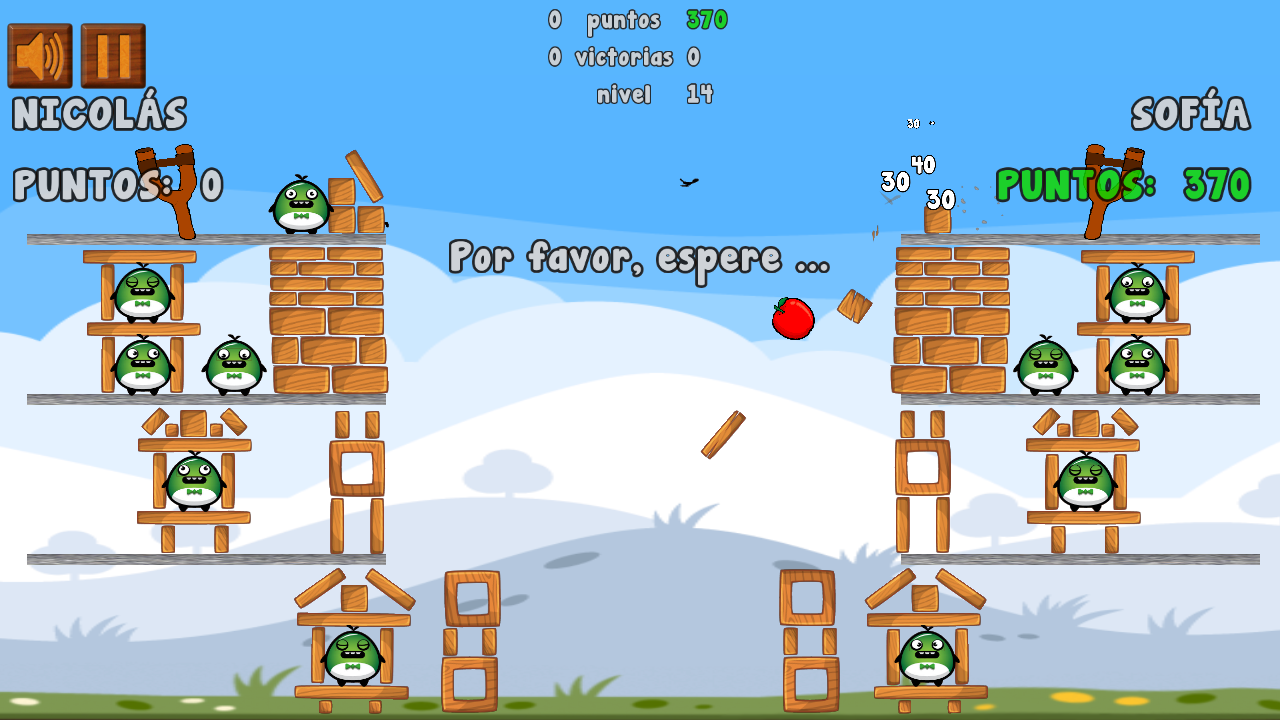 0 puntos 370
0 victorias 0
nivel 14
NICOLÁS
SOFÍA
PUNTOS: 0
PUNTOS: 370
30
40
30
30
Por favor, espere ...